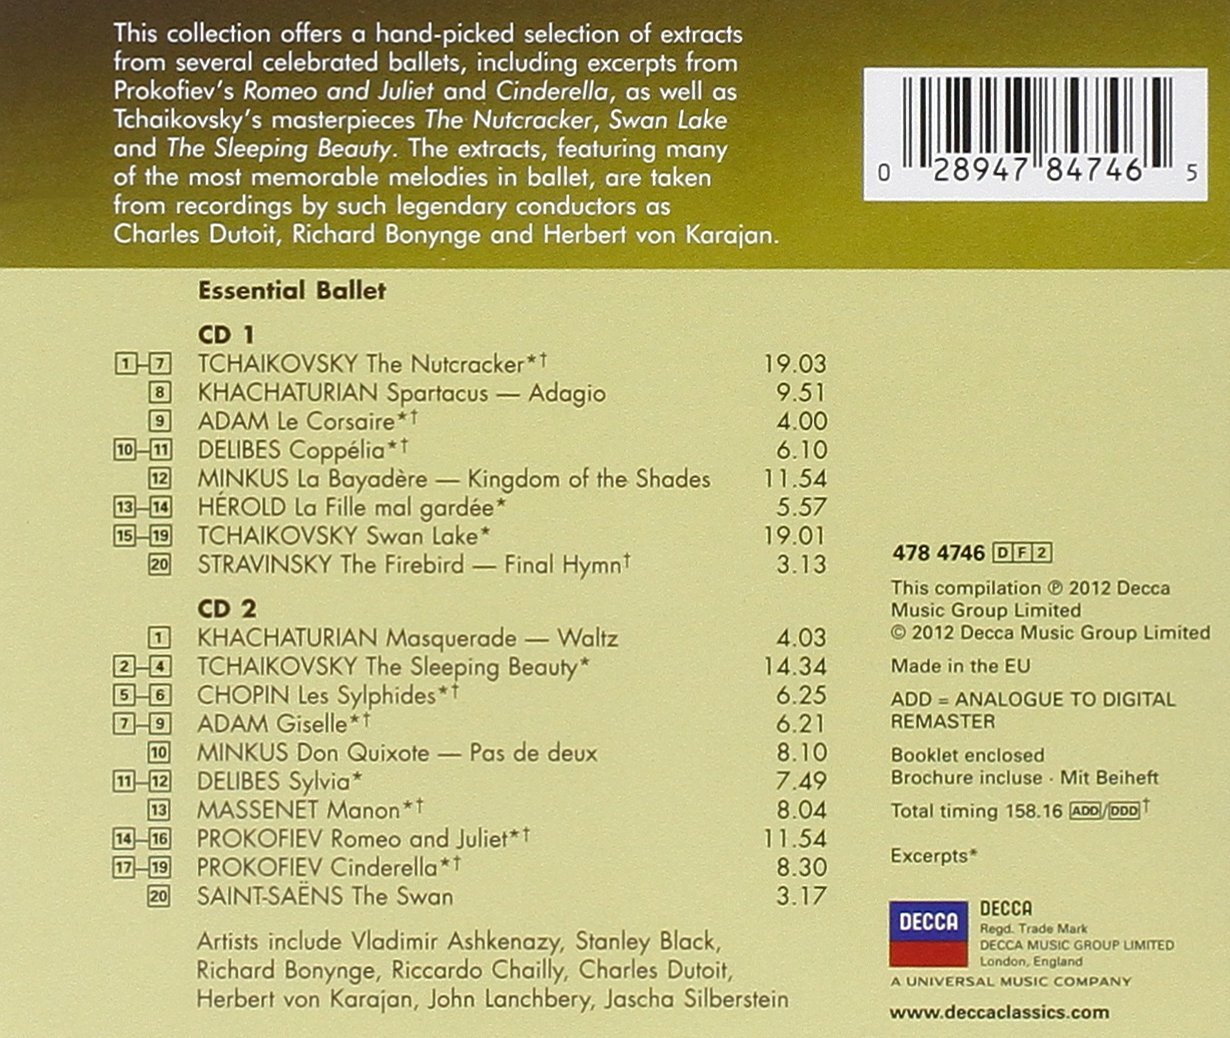 This collection offers a hand-picked selection of extracts
from several celebrated ballets, including excerpts from
Prokofiev's Romeo and Juliet and Cinderella, as well as
Tchaikovsky's masterpieces The Nutcracker, Swan Lake
and The Sleeping Beauty. The extracts, featuring many
of the most memorable melodies in ballet, are taken
from recordings by such legendary conductors as
Charles Dutoit, Richard Bonynge and Herbert von Karajan.
0 28947 84746 5
Essential Ballet
CD 1
1–7 TCHAIKOVSKY The Nutcracker*† 19.03
8 KHACHATURIAN Spartacus — Adagio 9.51
9 ADAM Le Corsaire*† 4.00
10–11 DELIBES Coppélia*† 6.10
12 MINKUS La Bayadère — Kingdom of the Shades 11.54
13–14 HÉROLD La Fille mal gardée* 5.57
15–19 TCHAIKOVSKY Swan Lake* 19.01
20 STRAVINSKY The Firebird — Final Hymn† 3.13
CD 2
1 KHACHATURIAN Masquerade — Waltz 4.03
2–4 TCHAIKOVSKY The Sleeping Beauty* 14.34
5–6 CHOPIN Les Sylphides*† 6.25
7–9 ADAM Giselle*† 6.21
10 MINKUS Don Quixote — Pas de deux 8.10
11–12 DELIBES Sylvia* 7.49
13 MASSENET Manon*† 8.04
14–16 PROKOFIEV Romeo and Juliet*† 11.54
17–19 PROKOFIEV Cinderella*† 8.30
20 SAINT-SAËNS The Swan 3.17
Artists include Vladimir Ashkenazy, Stanley Black,
Richard Bonynge, Riccardo Chailly, Charles Dutoit,
Herbert von Karajan, John Lanchbery, Jascha Silberstein
478 4746 D F 2
This compilation ℗ 2012 Decca
Music Group Limited
© 2012 Decca Music Group Limited
Made in the EU
ADD = ANALOGUE TO DIGITAL
REMASTER
Booklet enclosed
Brochure incluse · Mit Beiheft
Total timing 158.16 ADD/DDD†
Excerpts*
DECCA
DECCA
Regd. Trade Mark
DECCA MUSIC GROUP LIMITED
London, England
A UNIVERSAL MUSIC COMPANY
www.deccaclassics.com